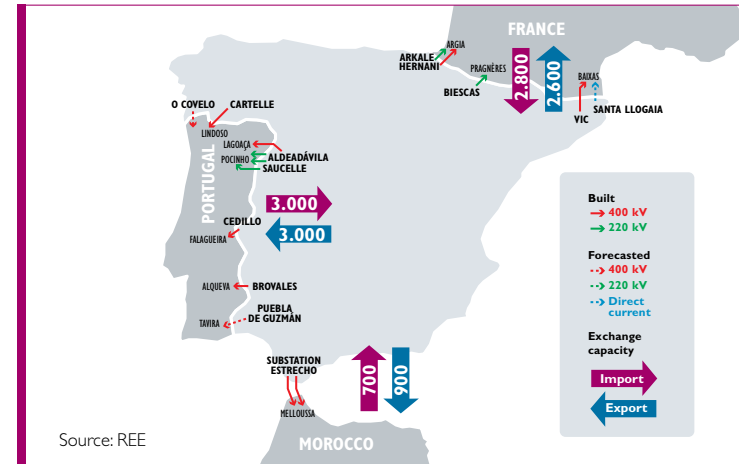 FRANCE
ARGIA
ARKALE
HERNANI
PRAGNÈRES
BIESCAS
2.800
2.600
BAIXAS
SANTA LLOGAIA
VIC
O COVELO
CARTELLE
LINDOSO
LAGOAÇA
POCINHO
ALDEADÁVILA
SAUCELLE
PORTUGAL
3.000
3.000
CEDILLO
FALAGUEIRA
ALQUEVA
BROVALES
PUEBLA
DE GUZMÁN
TAVIRA
SUBSTATION
ESTRECHO
700
900
MELLOUSSA
MOROCCO
Built
400 kV
220 kV
Forecasted
400 kV
220 kV
Direct
current
Exchange
capacity
Import
Export
Source: REE